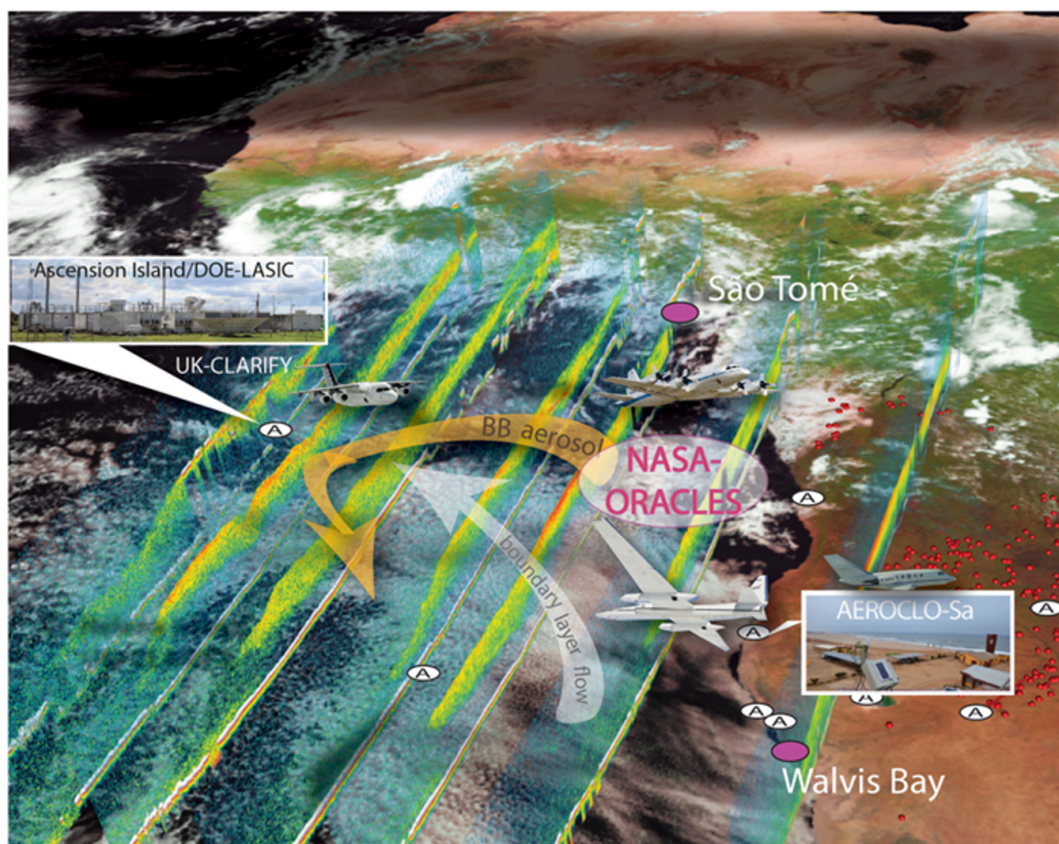 Ascension Island/DOE-LASIC
São Tomé
UK-CLARIFY
A
BB aerosol
NASA-
ORACLES
A
boundary layer flow
A
AEROCLO-Sa
A
A
A
A
A
A
Walvis Bay